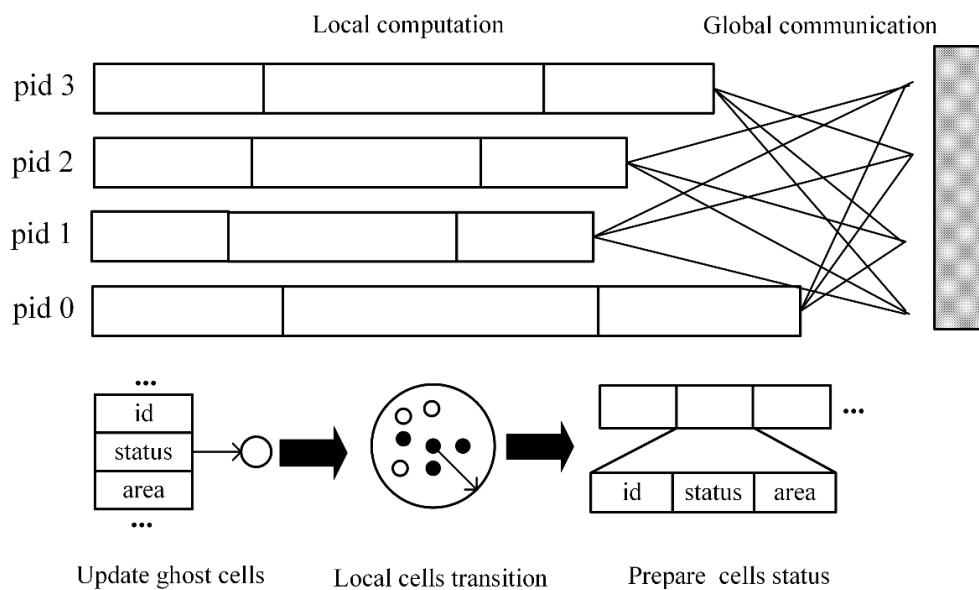 Local computation
Global communication
pid 3
pid 2
pid 1
pid 0
...
id
status
area
...
...
id status area
Update ghost cells
Local cells transition
Prepare cells status